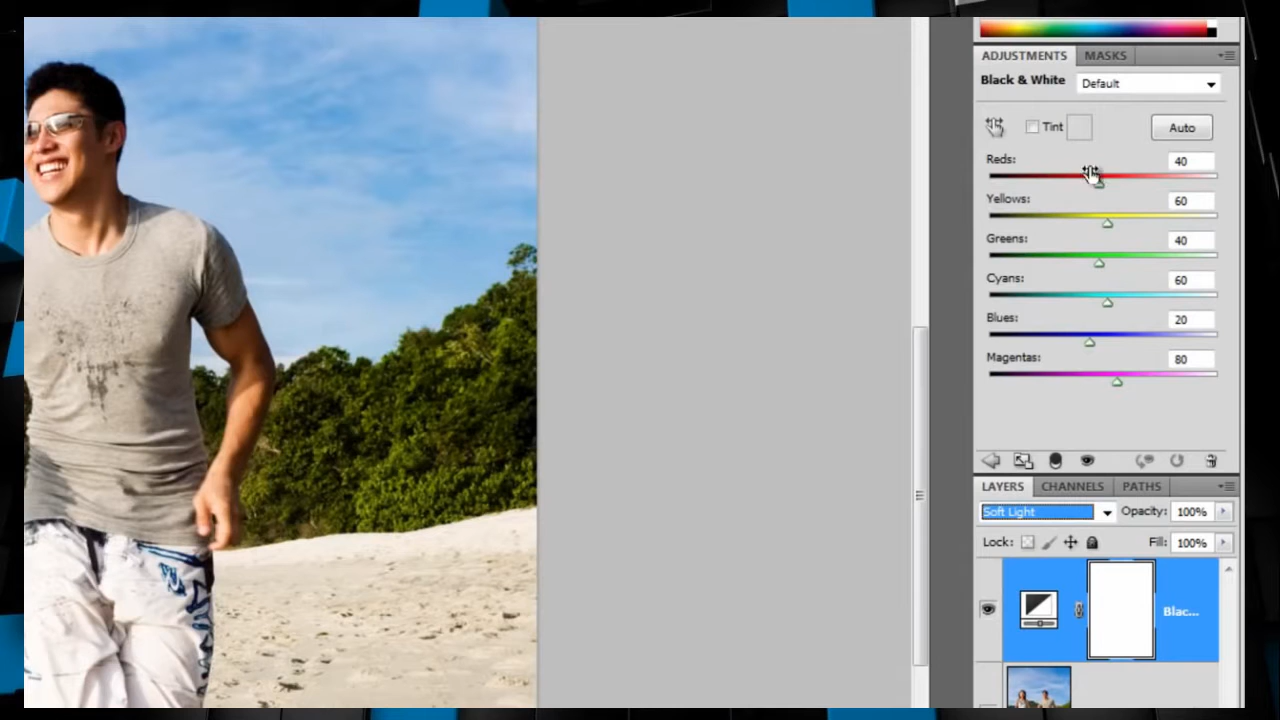 ADJUSTMENTS MASKS
Black & White Default
Tint Auto
Reds: 40
Yellows: 60
Greens: 40
Cyans: 60
Blues: 20
Magentas: 80
LAYERS CHANNELS PATHS
Soft Light Opacity: 100%
Lock: Fill: 100%
Blac...